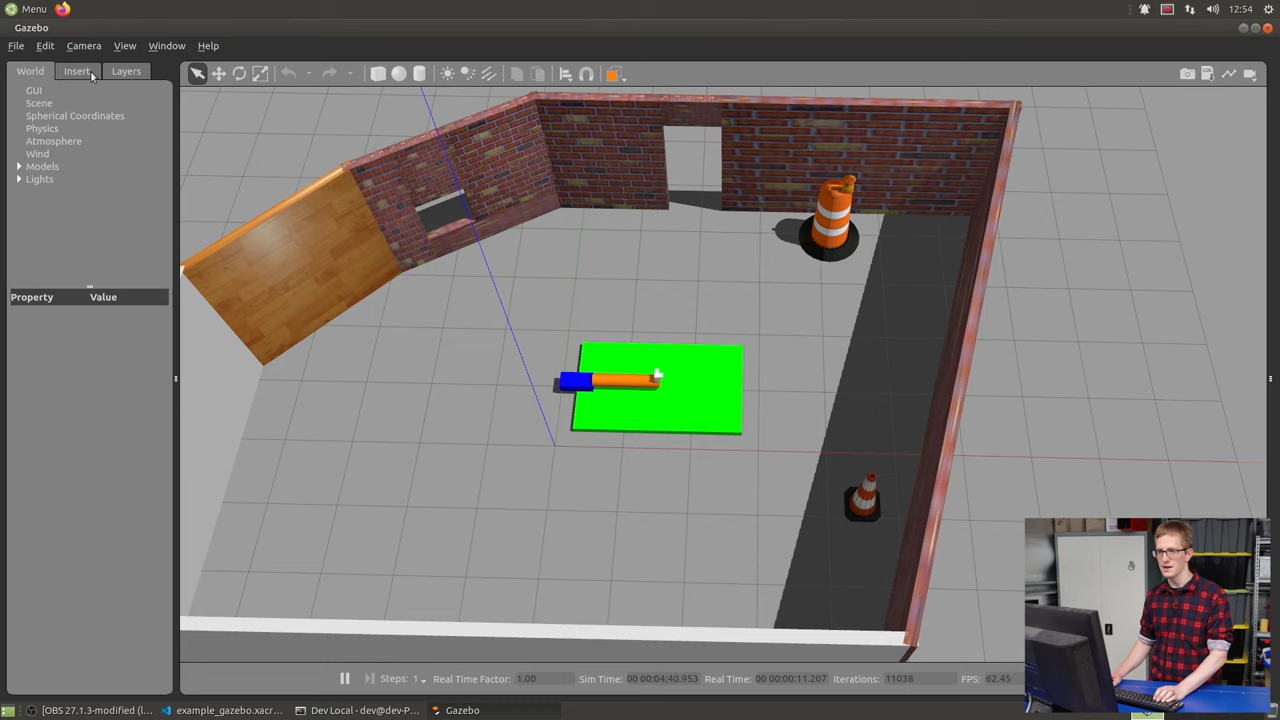 Menu
12:54
Gazebo
File Edit Camera View Window Help
World Insert Layers
GUI
Scene
Spherical Coordinates
Physics
Atmosphere
Wind
Models
Lights
Property Value
Steps: 1 Real Time Factor: 1.00 Sim Time: 00 00:04:40.953 Real Time: 00 00:00:11.207 Iterations: 11038 FPS: 62.45
[OBS 27.1.3-modified (l... example_gazebo.xacr... Dev Local - dev@dev-P... Gazebo